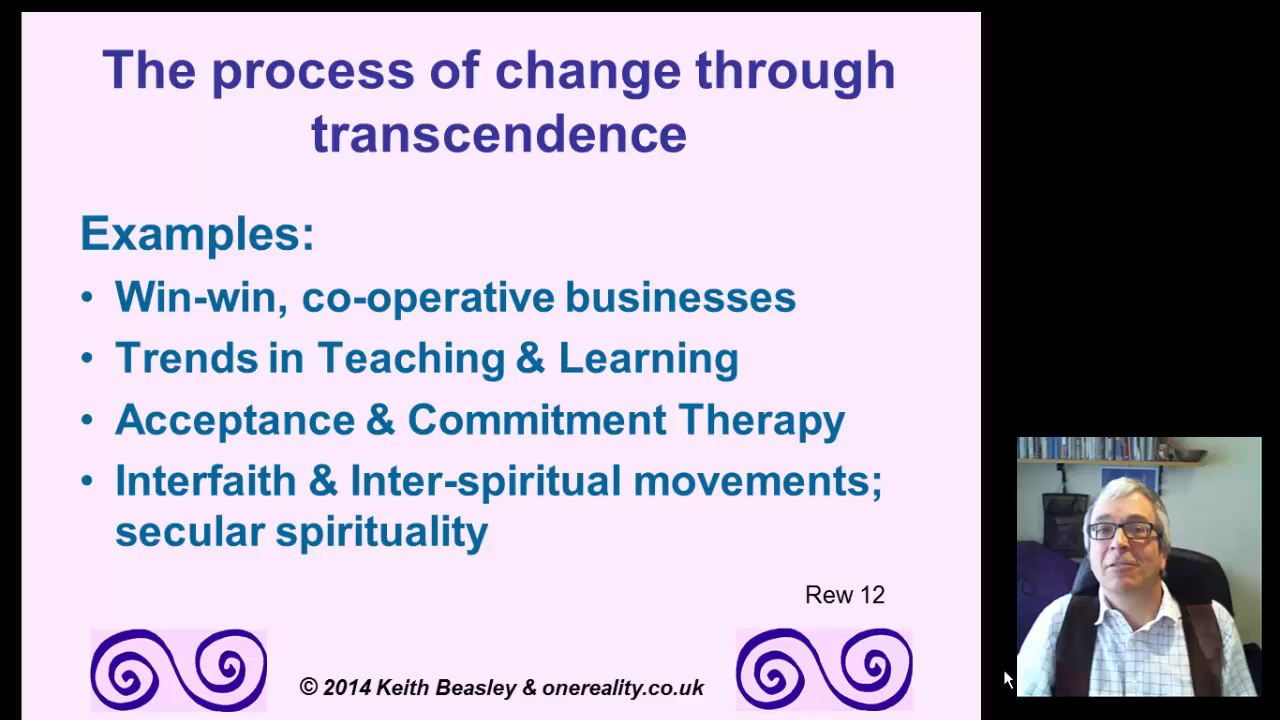 The process of change through
transcendence
Examples:
• Win-win, co-operative businesses
• Trends in Teaching & Learning
• Acceptance & Commitment Therapy
• Interfaith & Inter-spiritual movements;
secular spirituality
Rew 12
© 2014 Keith Beasley & onereality.co.uk